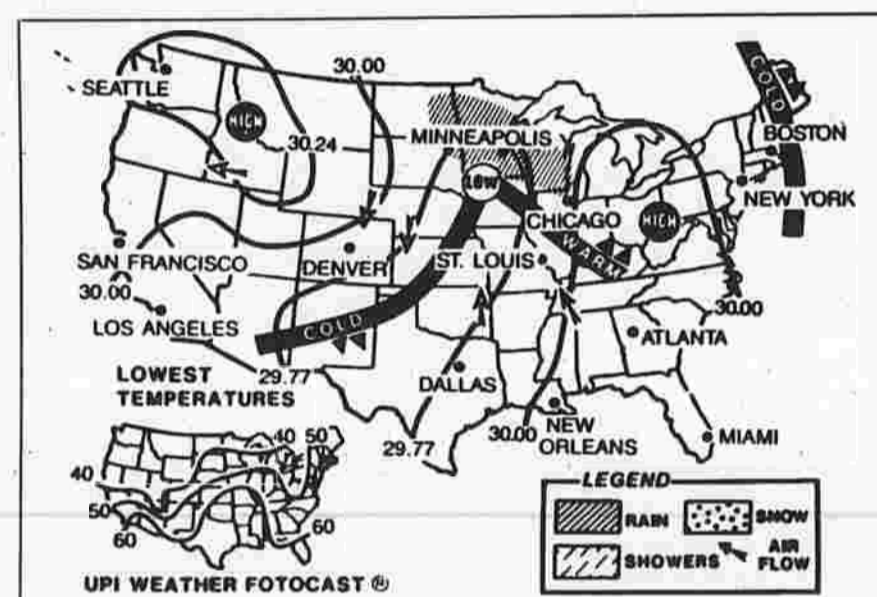 30.00
COLD
SEATTLE
HIGH
30.24
MINNEAPOLIS
BOSTON
LOW
NEW YORK
CHICAGO
HIGH
WARM
SAN FRANCISCO
DENVER
ST. LOUIS
30.00
30.00
LOS ANGELES
COLD
ATLANTA
LOWEST
TEMPERATURES
29.77
DALLAS
NEW
ORLEANS
30.00
MIAMI
29.77
40
50
40
50
60
60
LEGEND
RAIN
SNOW
SHOWERS
AIR
FLOW
UPI WEATHER FOTOCAST ®